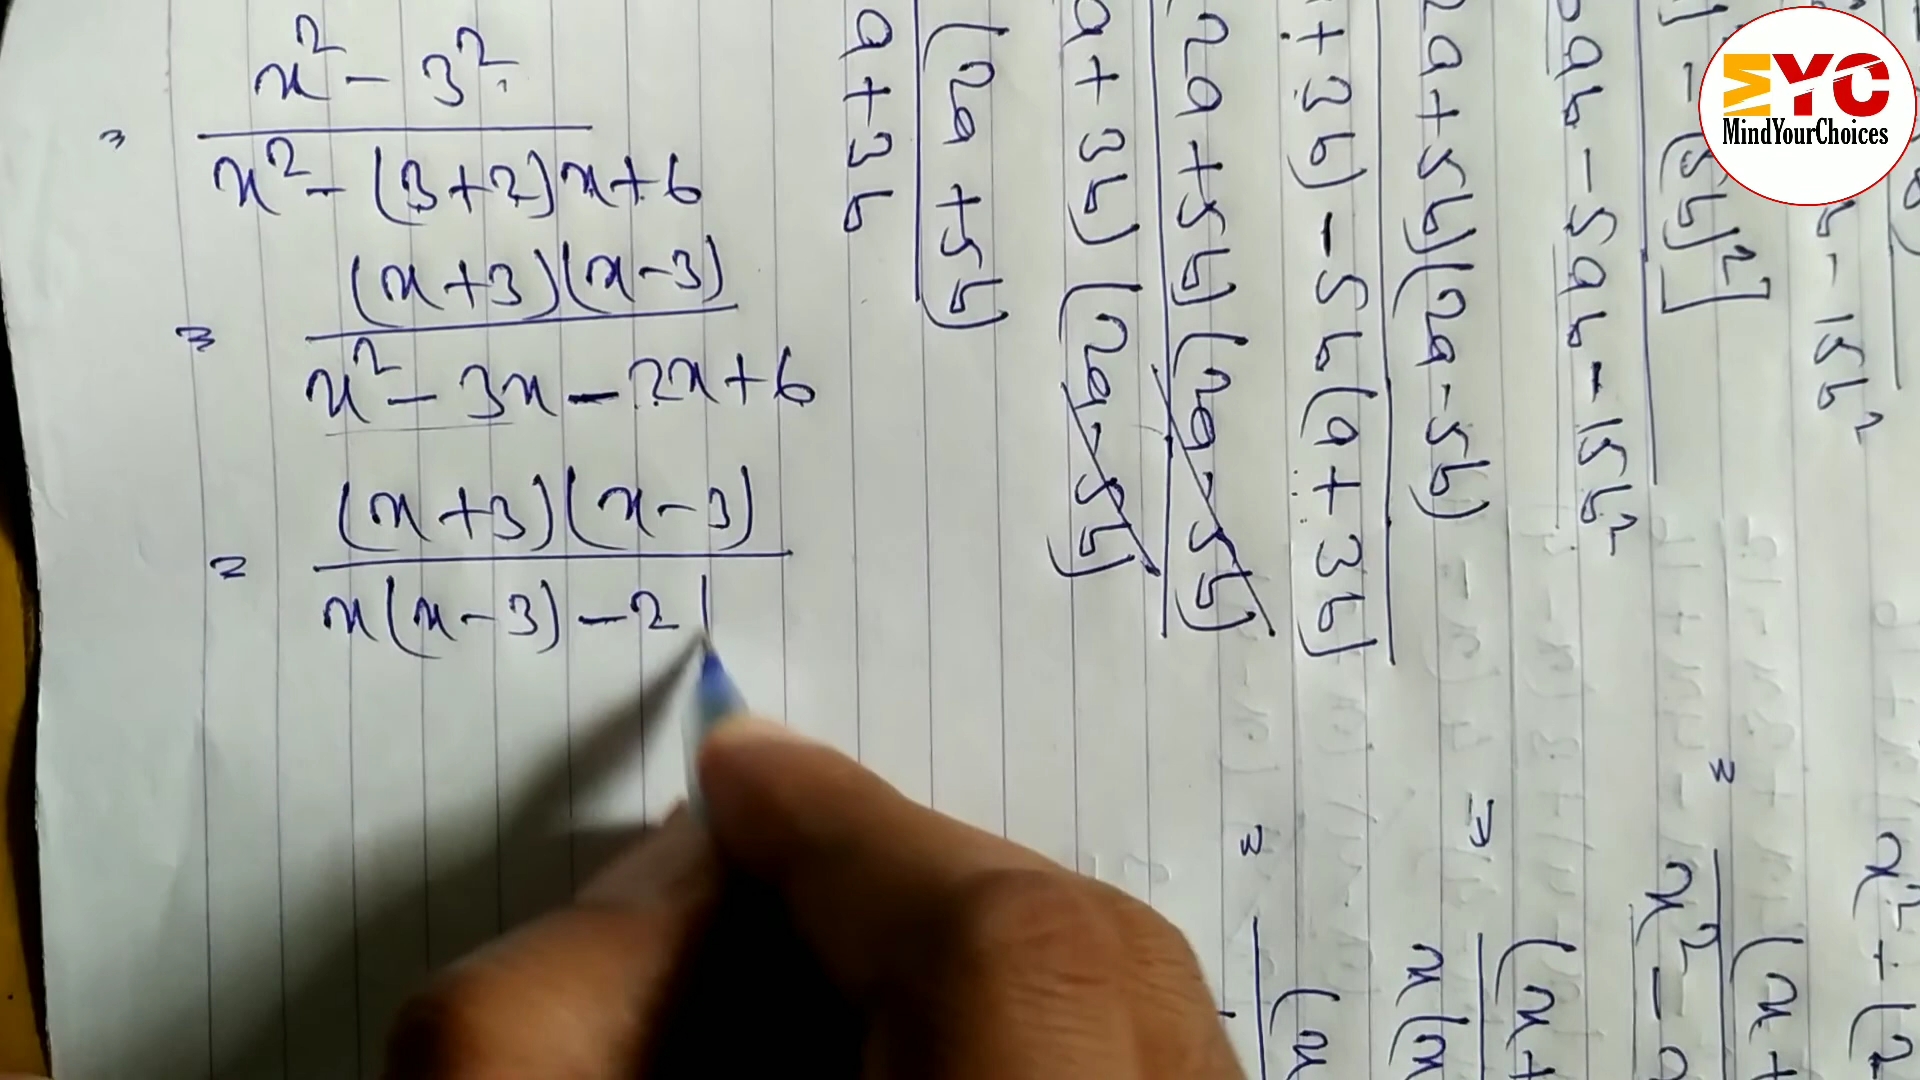 = x² - 3²
x² - (3+2)x + 6
= (x+3)(x-3)
x² - 3x - 2x + 6
= (x+3)(x-3)
x(x-3) - 2(
MYC
MindYourChoices
- (5b)²]
ab - 5ab - 15b²
2a+5b)(2a-5b)
+3b) - 5b(a+3b)
2a+5b)(2a-5b)
a+3b)(2a-5b)
(2a+5b)
a+3b
b - 15b²